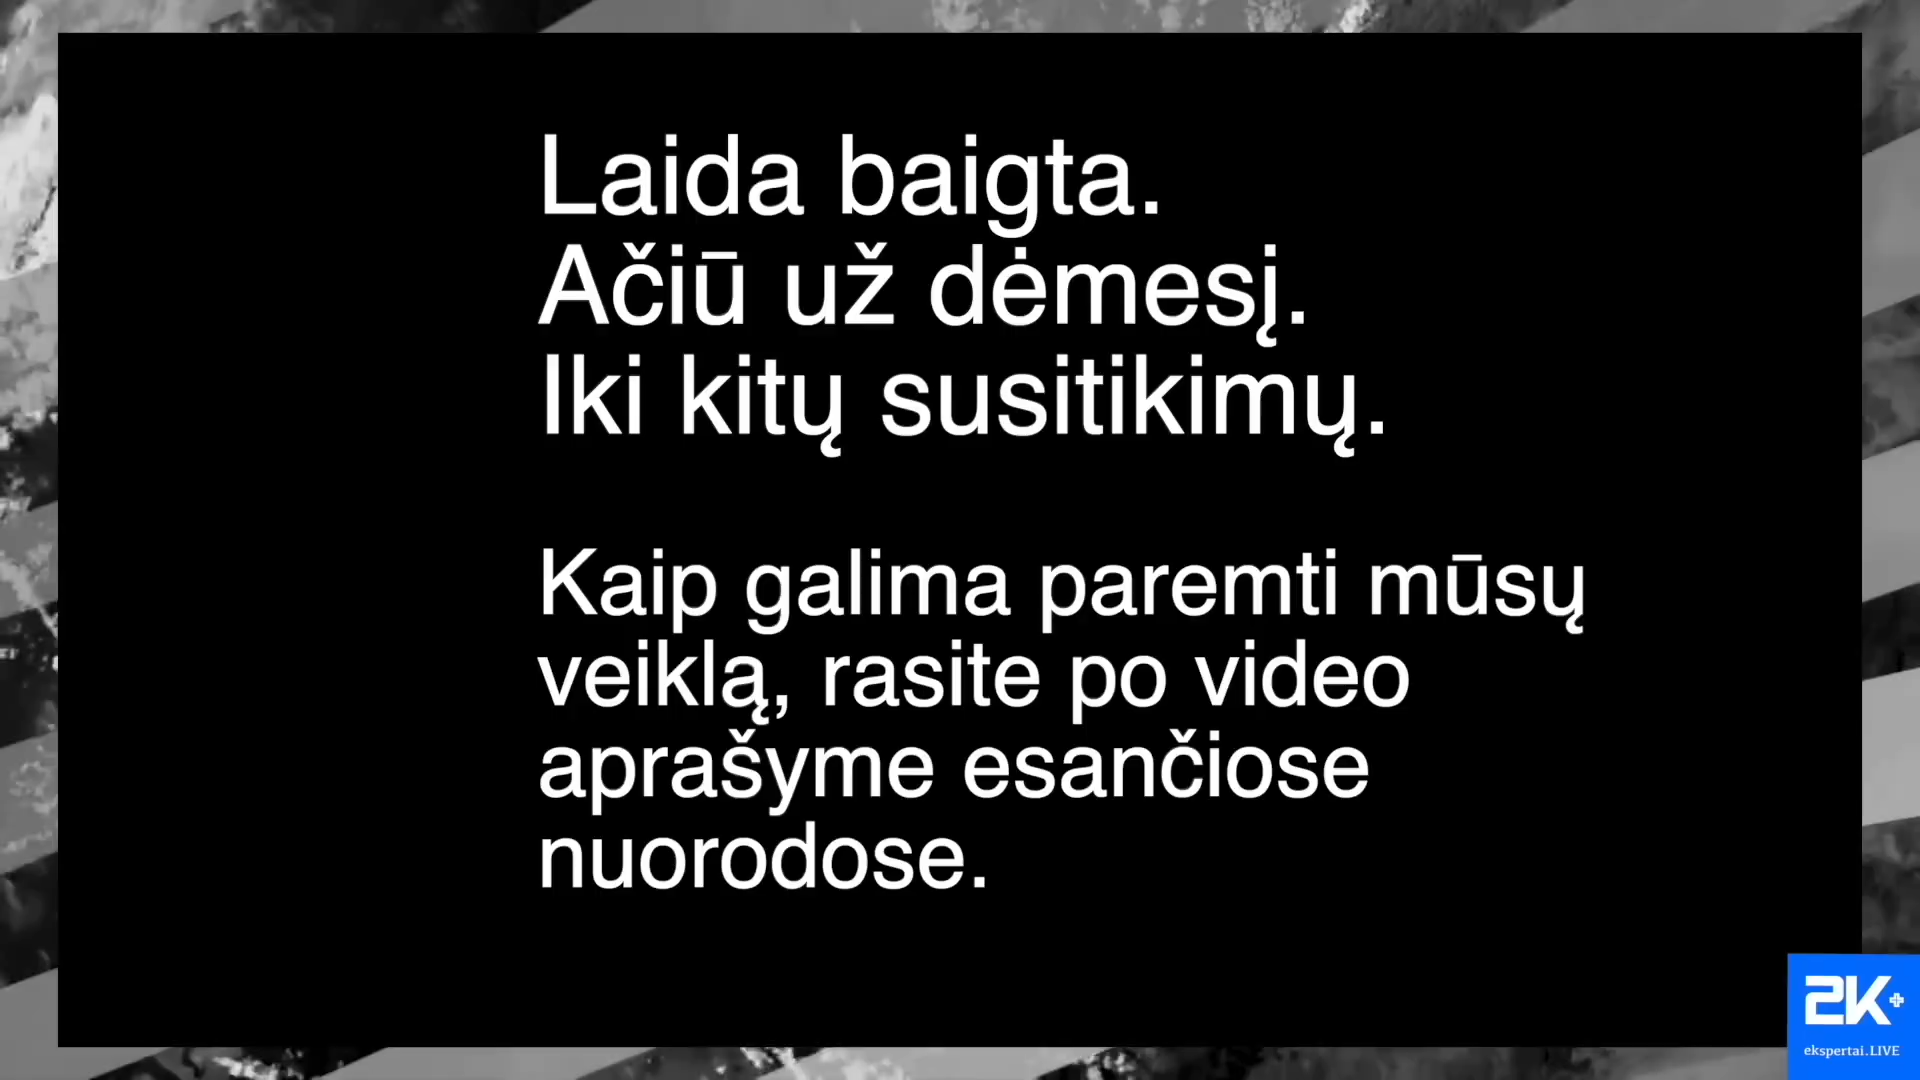 Laida baigta.
Ačiū už dėmesį.
Iki kitų susitikimų.
Kaip galima paremti mūsų
veiklą, rasite po video
aprašyme esančiose
nuorodose.
2K+
ekspertai.LIVE